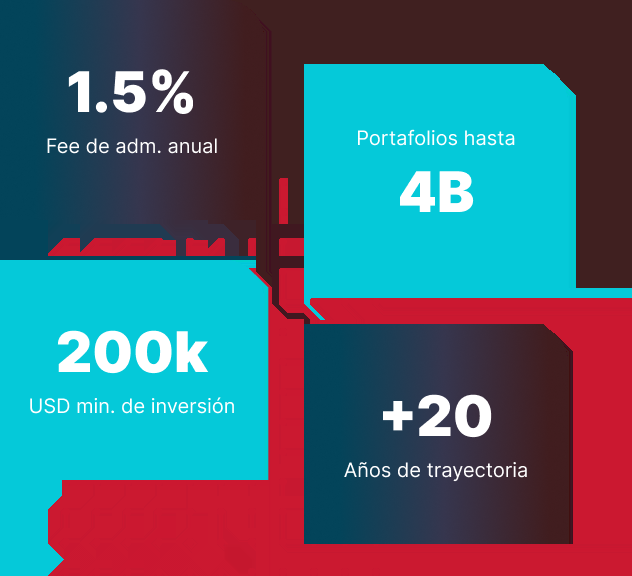 1.5%
Fee de adm. anual
Portafolios hasta
4B
200k
USD min. de inversión
+20
Años de trayectoria